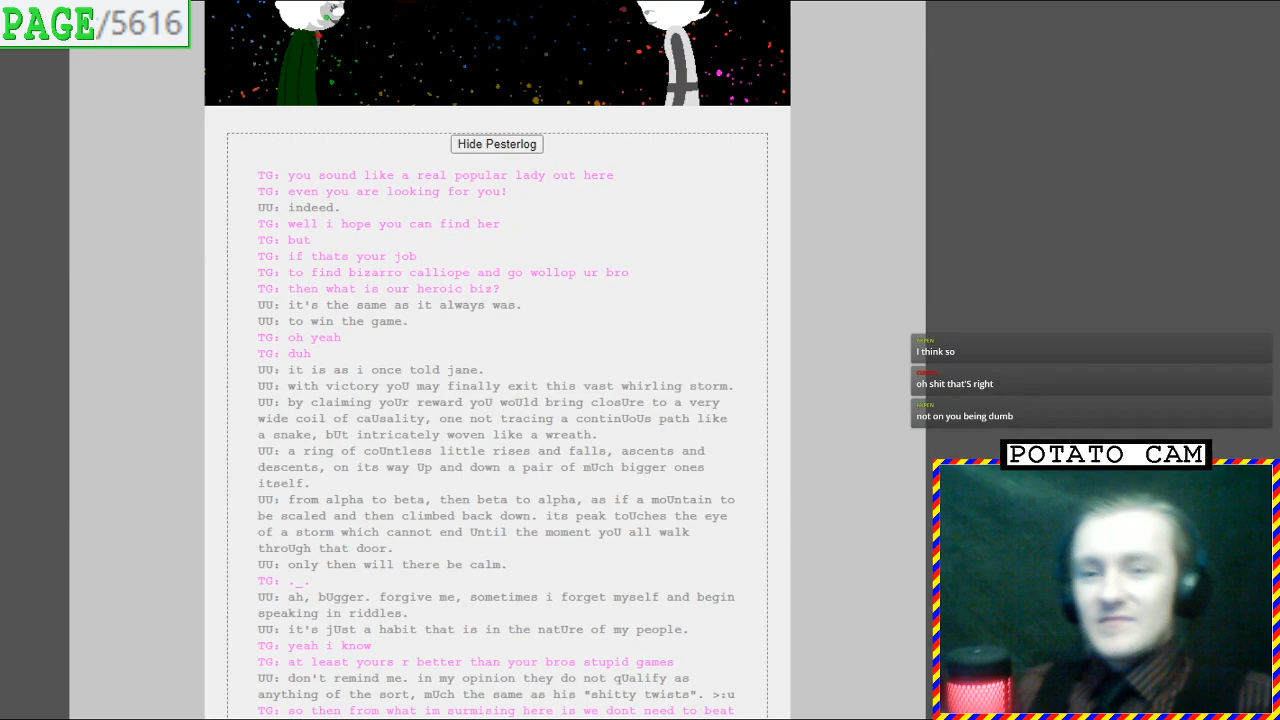 PAGE/5616
Hide Pesterlog
TG: you sound like a real popular lady out here
TG: even you are looking for you!
UU: indeed.
TG: well i hope you can find her
TG: but
TG: if thats your job
TG: to find bizarro calliope and go wollop ur bro
TG: then what is our heroic biz?
UU: it's the same as it always was.
UU: to win the game.
TG: oh yeah
TG: duh
UU: it is as i once told jane.
UU: with victory yoU may finally exit this vast whirling storm.
UU: by claiming yoUr reward yoU woUld bring closUre to a very
wide coil of caUsality, one not tracing a continUoUs path like
a snake, bUt intricately woven like a wreath.
UU: a ring of coUntless little rises and falls, ascents and
descents, on its way Up and down a pair of mUch bigger ones
itself.
UU: from alpha to beta, then beta to alpha, as if a moUntain to
be scaled and then climbed back down. its peak toUches the eye
of a storm which cannot end Until the moment yoU all walk
throUgh that door.
UU: only then will there be calm.
TG: ._.
UU: ah, bUgger. forgive me, sometimes i forget myself and begin
speaking in riddles.
UU: it's jUst a habit that is in the natUre of my people.
TG: yeah i know
TG: at least yours r better than your bros stupid games
UU: don't remind me. in my opinion they do not qUalify as
anything of the sort, mUch the same as his "shitty twists". >:u
TG: so then from what im surmising here is we dont need to beat
I think so
oh shit that'S right
not on you being dumb
POTATO CAM